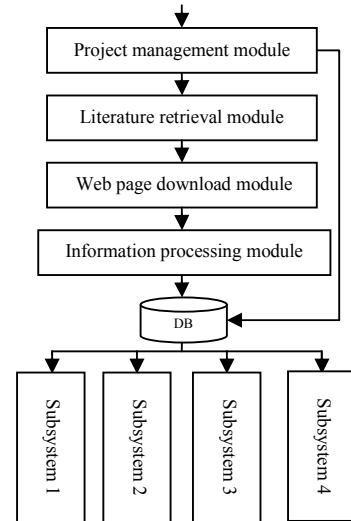 Project management module
Literature retrieval module
Web page download module
Information processing module
DB
Subsystem 1
Subsystem 2
Subsystem 3
Subsystem 4